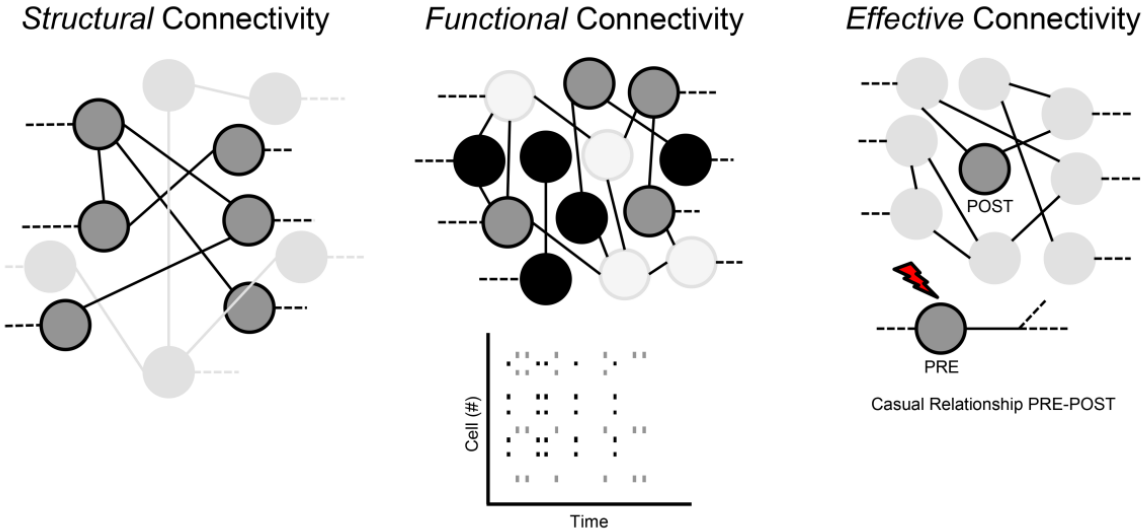 Structural Connectivity
Functional Connectivity
Effective Connectivity
POST
PRE
Casual Relationship PRE-POST
Cell (#)
Time